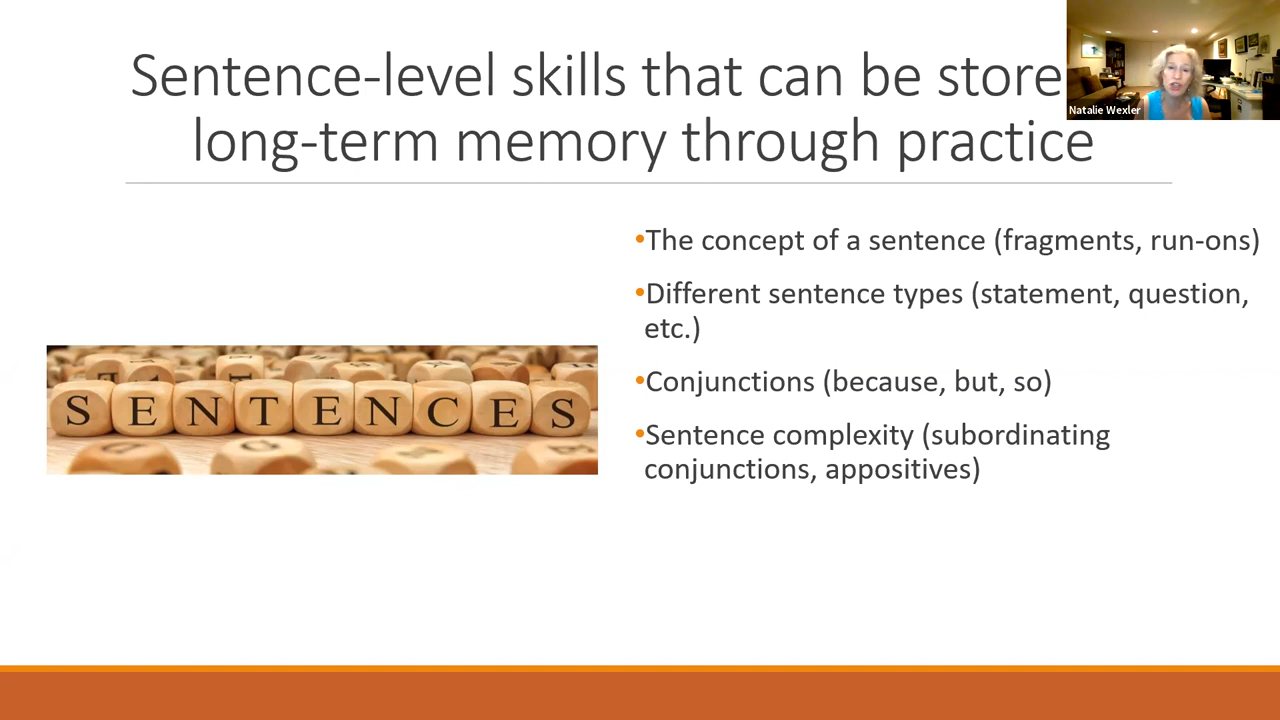 Sentence-level skills that can be store
long-term memory through practice
Natalie Wexler
•The concept of a sentence (fragments, run-ons)
•Different sentence types (statement, question,
etc.)
•Conjunctions (because, but, so)
•Sentence complexity (subordinating
conjunctions, appositives)
SENTENCES